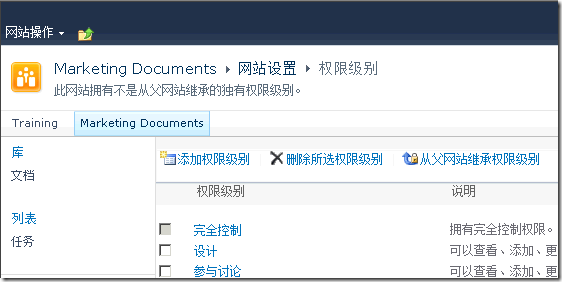 网站操作
Marketing Documents 网站设置 权限级别
此网站拥有不是从父网站继承的独有权限级别。
Training Marketing Documents
库
文档
列表
任务
添加权限级别 删除所选权限级别 从父网站继承权限级别
权限级别 说明
完全控制 拥有完全控制权限。
设计 可以查看、添加、更
参与讨论 可以查看、添加、更